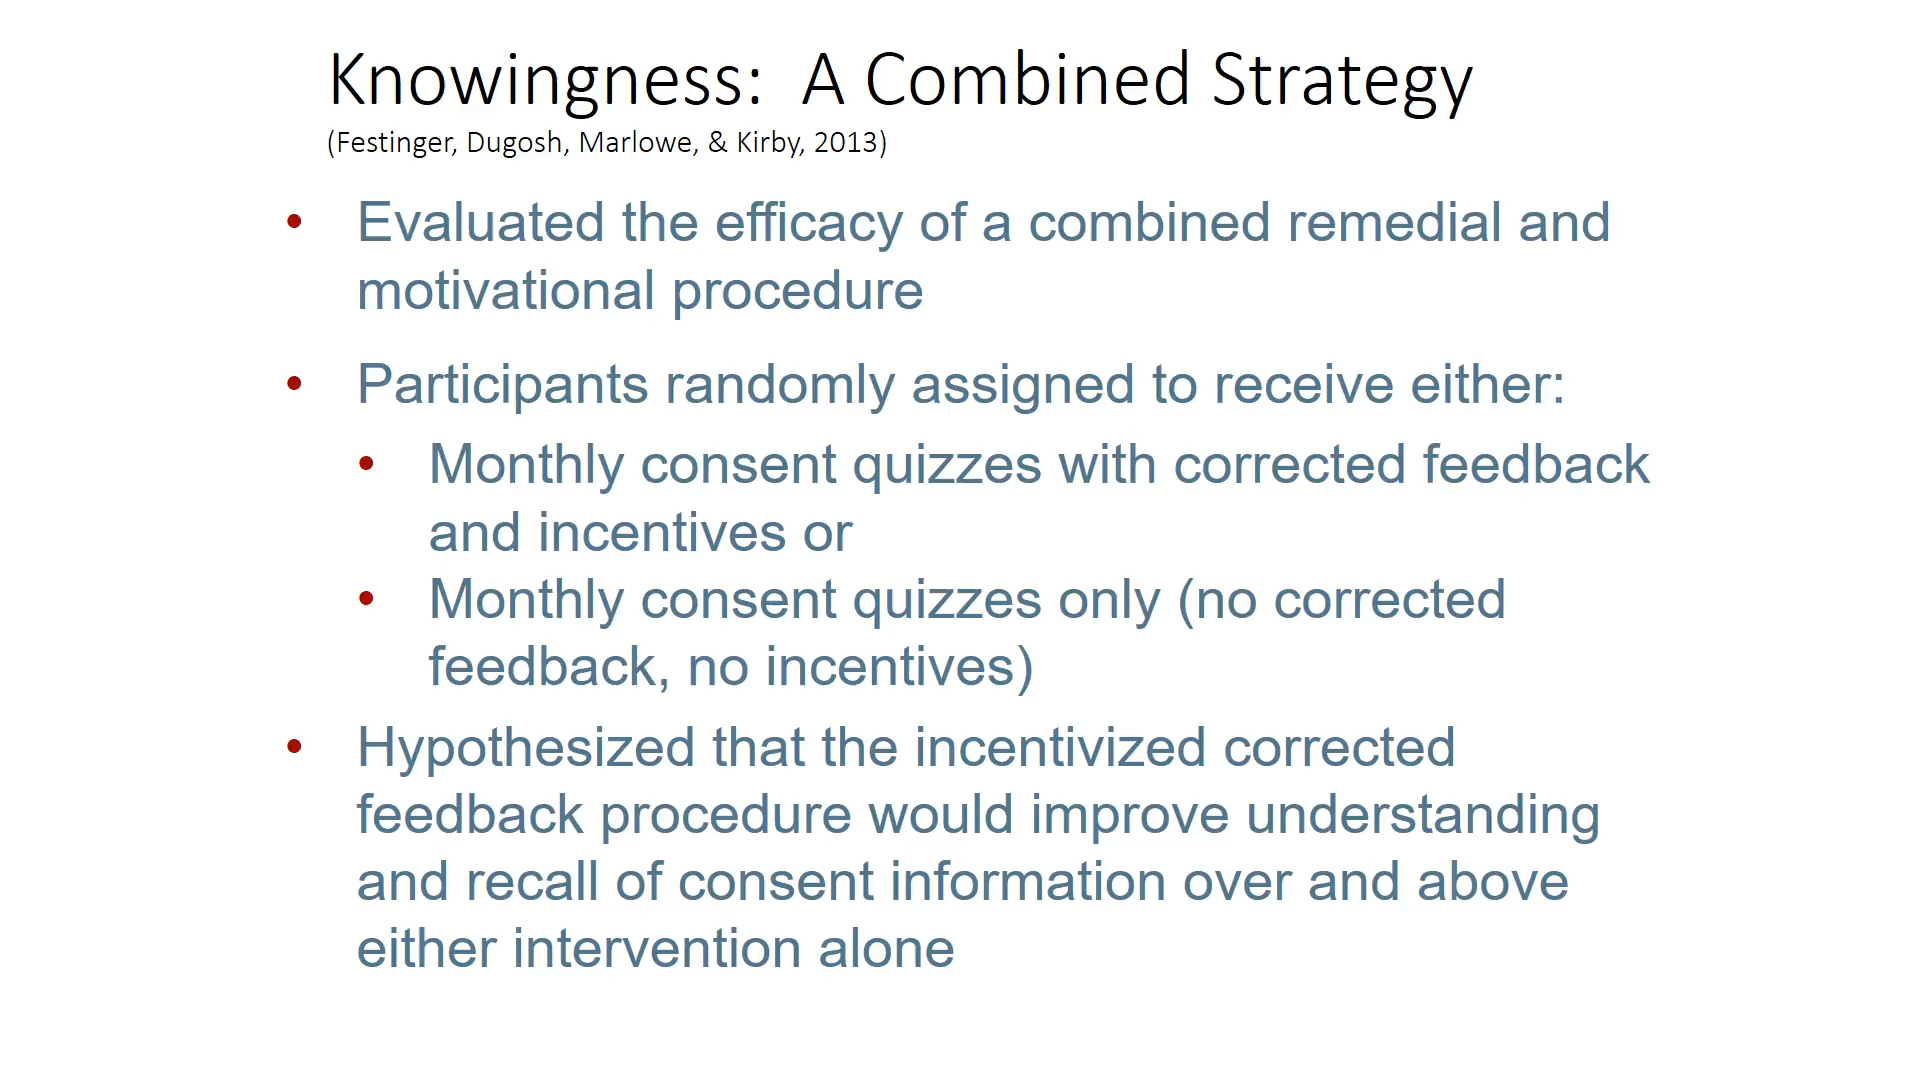 Knowingness:  A Combined Strategy
(Festinger, Dugosh, Marlowe, & Kirby, 2013)
• Evaluated the efficacy of a combined remedial and
motivational procedure
• Participants randomly assigned to receive either:
• Monthly consent quizzes with corrected feedback
and incentives or
• Monthly consent quizzes only (no corrected
feedback, no incentives)
• Hypothesized that the incentivized corrected
feedback procedure would improve understanding
and recall of consent information over and above
either intervention alone